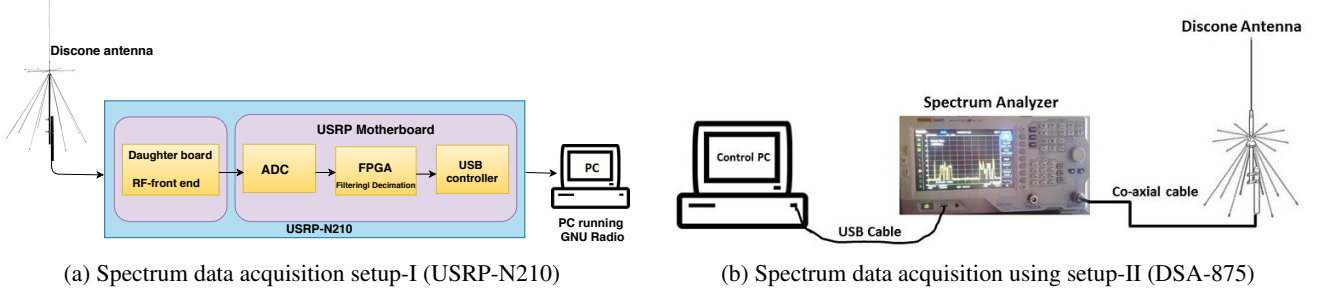 Discone antenna
USRP Motherboard
Daughter board
RF-front end
ADC
FPGA
Filtering| Decimation
USB
controller
USRP-N210
PC
PC running
GNU Radio
(a) Spectrum data acquisition setup-I (USRP-N210)
Discone Antenna
Spectrum Analyzer
Control PC
USB Cable
Co-axial cable
(b) Spectrum data acquisition using setup-II (DSA-875)